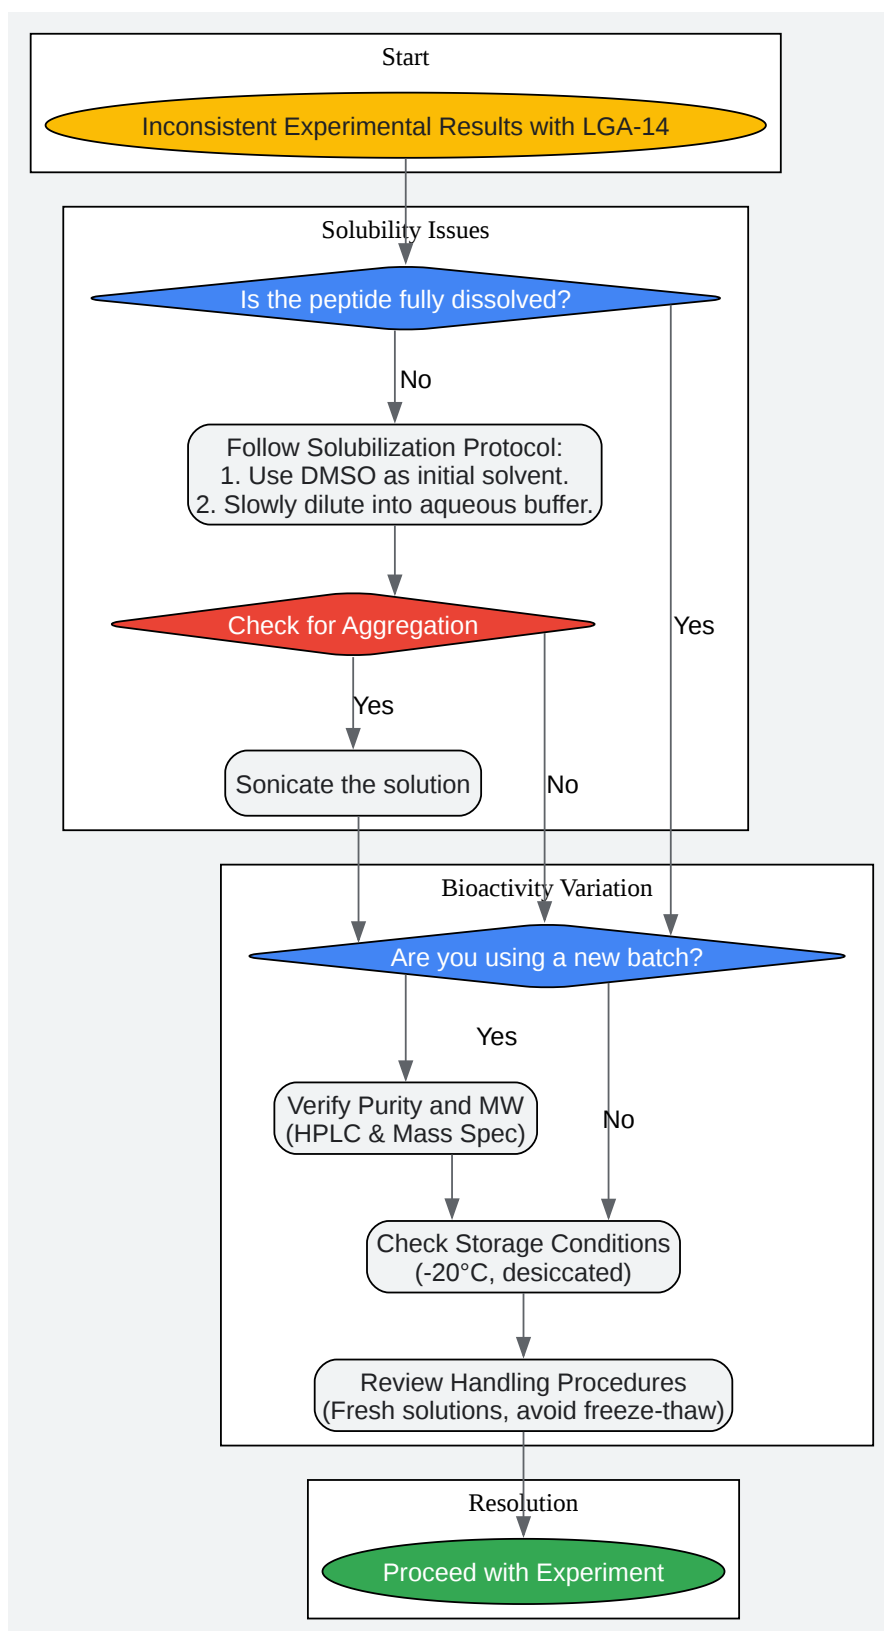 Start
Inconsistent Experimental Results with LGA-14
Solubility Issues
Is the peptide fully dissolved?
No
Follow Solubilization Protocol:
1. Use DMSO as initial solvent.
2. Slowly dilute into aqueous buffer.
Check for Aggregation
Yes
Yes
Sonicate the solution
No
Bioactivity Variation
Are you using a new batch?
Yes
Verify Purity and MW
(HPLC & Mass Spec)
No
Check Storage Conditions
(-20°C, desiccated)
Review Handling Procedures
(Fresh solutions, avoid freeze-thaw)
Resolution
Proceed with Experiment